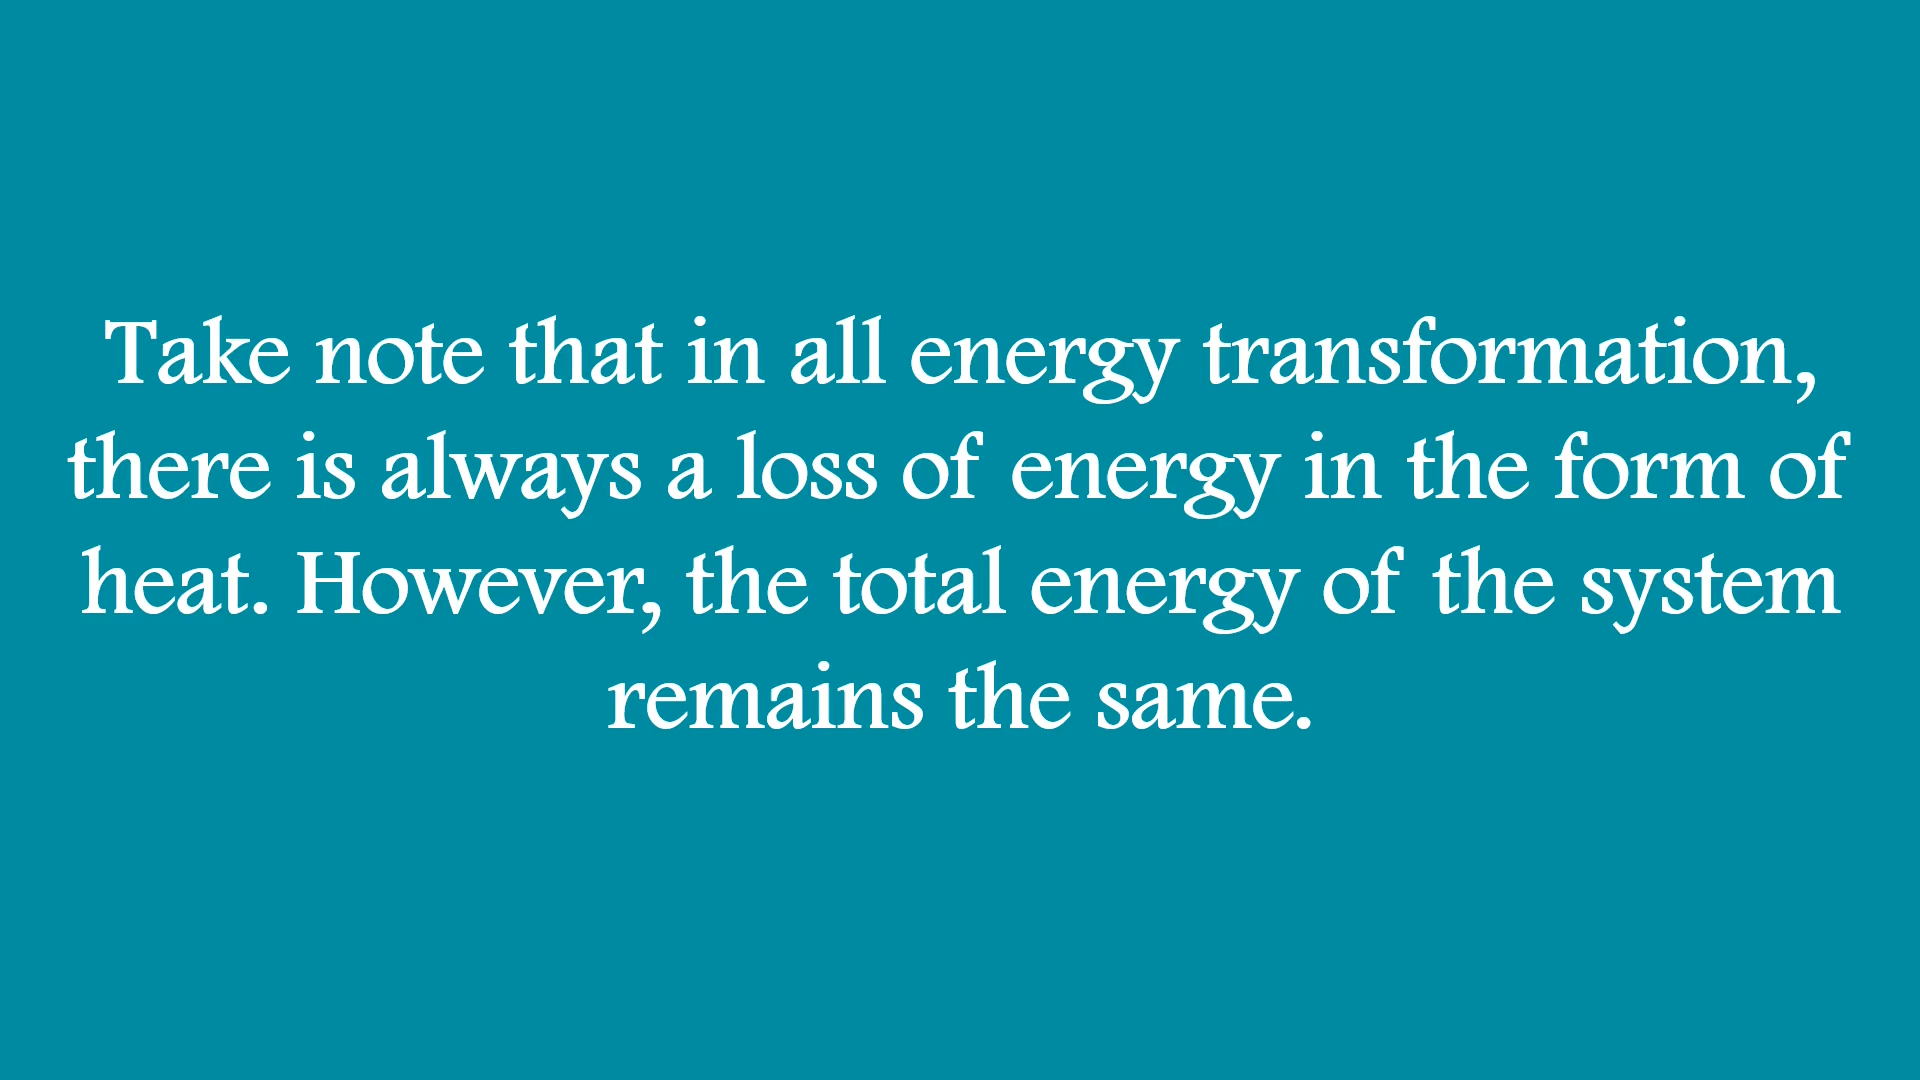 Take note that in all energy transformation,
there is always a loss of energy in the form of
heat. However, the total energy of the system
remains the same.